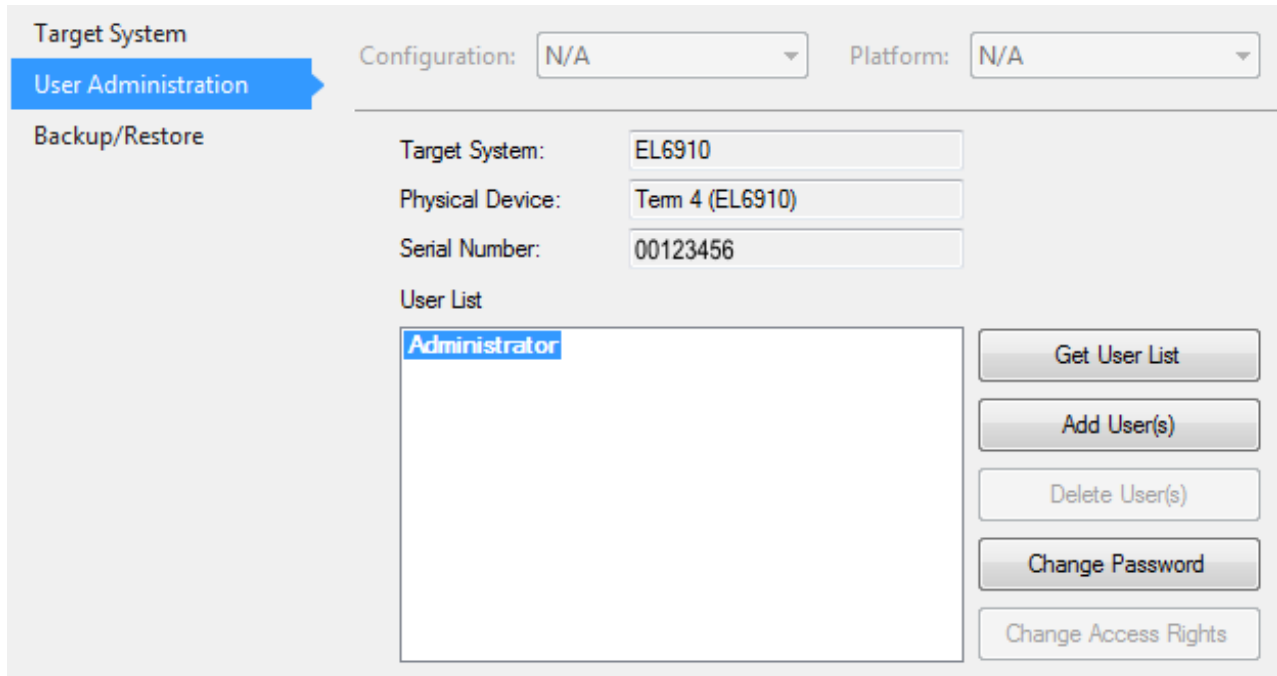 Target System
User Administration
Backup/Restore
Configuration: N/A Platform: N/A
Target System: EL6910
Physical Device: Term 4 (EL6910)
Serial Number: 00123456
User List
Administrator
Get User List
Add User(s)
Delete User(s)
Change Password
Change Access Rights